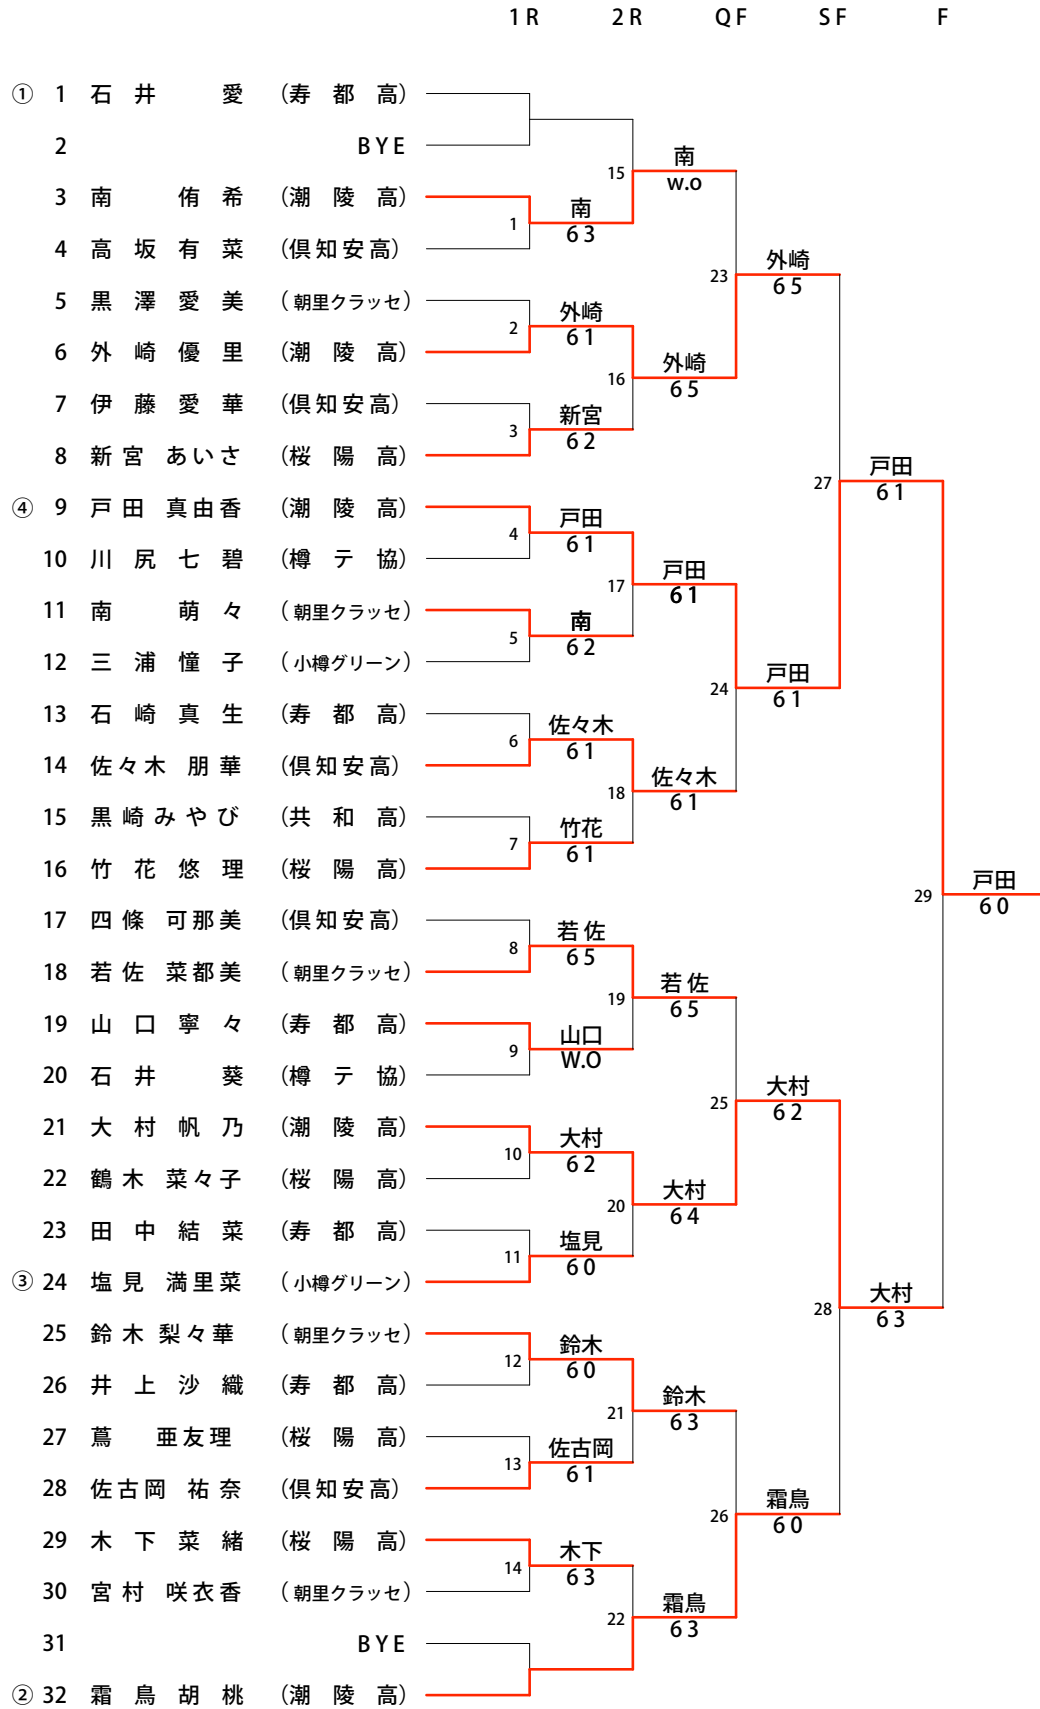 1R 2R QF SF F
① 1 石井 愛 (寿都高)
2 BYE
南
15
w.o
3 南 侑希 (潮陵高)
南
1
63
4 高坂有菜 (倶知安高)
外崎
23
65
5 黒澤愛美 (朝里クラッセ)
外崎
2
61
6 外崎優里 (潮陵高)
外崎
16
65
7 伊藤愛華 (倶知安高)
新宮
3
62
8 新宮 あいさ (桜陽高)
戸田
27
61
④ 9 戸田 真由香 (潮陵高)
戸田
4
61
10 川尻七碧 (樽テ協)
戸田
17
61
11 南 萌々 (朝里クラッセ)
南
5
62
12 三浦憧子 (小樽グリーン)
戸田
24
61
13 石崎真生 (寿都高)
佐々木
6
61
14 佐々木 朋華 (倶知安高)
佐々木
18
61
15 黒崎みやび (共和高)
竹花
7
61
16 竹花悠理 (桜陽高)
戸田
29
60
17 四條 可那美 (倶知安高)
若佐
8
65
18 若佐 菜都美 (朝里クラッセ)
若佐
19
65
19 山口寧々 (寿都高)
山口
9
W.O
20 石井 葵 (樽テ協)
大村
25
62
21 大村帆乃 (潮陵高)
大村
10
62
22 鶴木 菜々子 (桜陽高)
大村
20
64
23 田中結菜 (寿都高)
塩見
11
60
③ 24 塩見 満里菜 (小樽グリーン)
大村
28
63
25 鈴木梨々華 (朝里クラッセ)
鈴木
12
60
26 井上沙織 (寿都高)
鈴木
21
63
27 蔦 亜友理 (桜陽高)
佐古岡
13
61
28 佐古岡 祐奈 (倶知安高)
霜鳥
26
60
29 木下菜緒 (桜陽高)
木下
14
63
30 宮村 咲衣香 (朝里クラッセ)
霜鳥
22
63
31 BYE
② 32 霜鳥胡桃 (潮陵高)